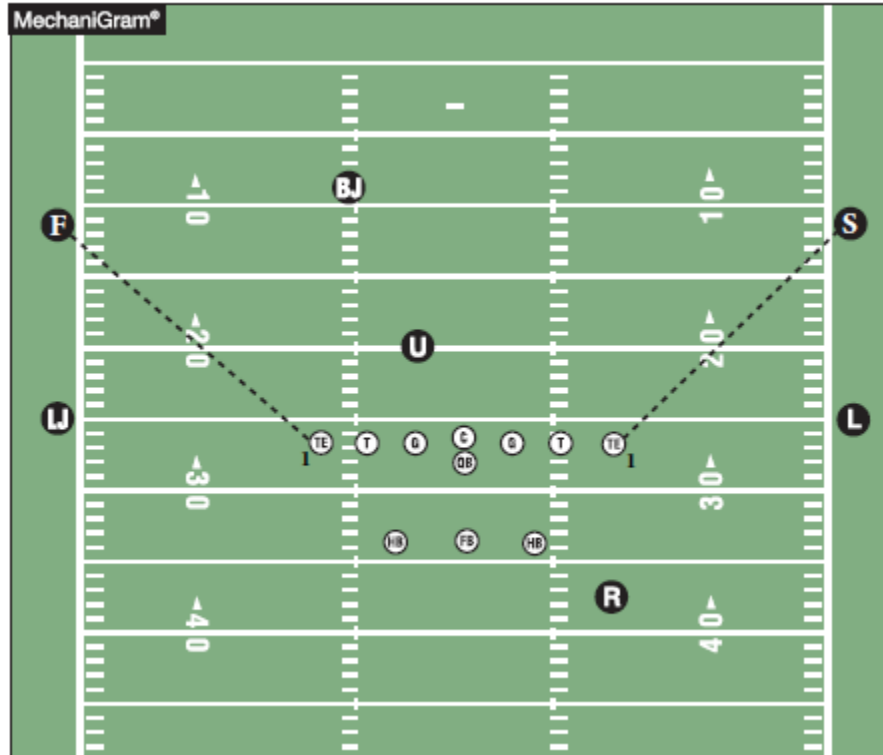 MechaniGram®
BJ
10
10
F
S
20
20
U
LJ
L
TE T G C G T TE
1 QB 1
30
30
HB FB HB
R
40
40